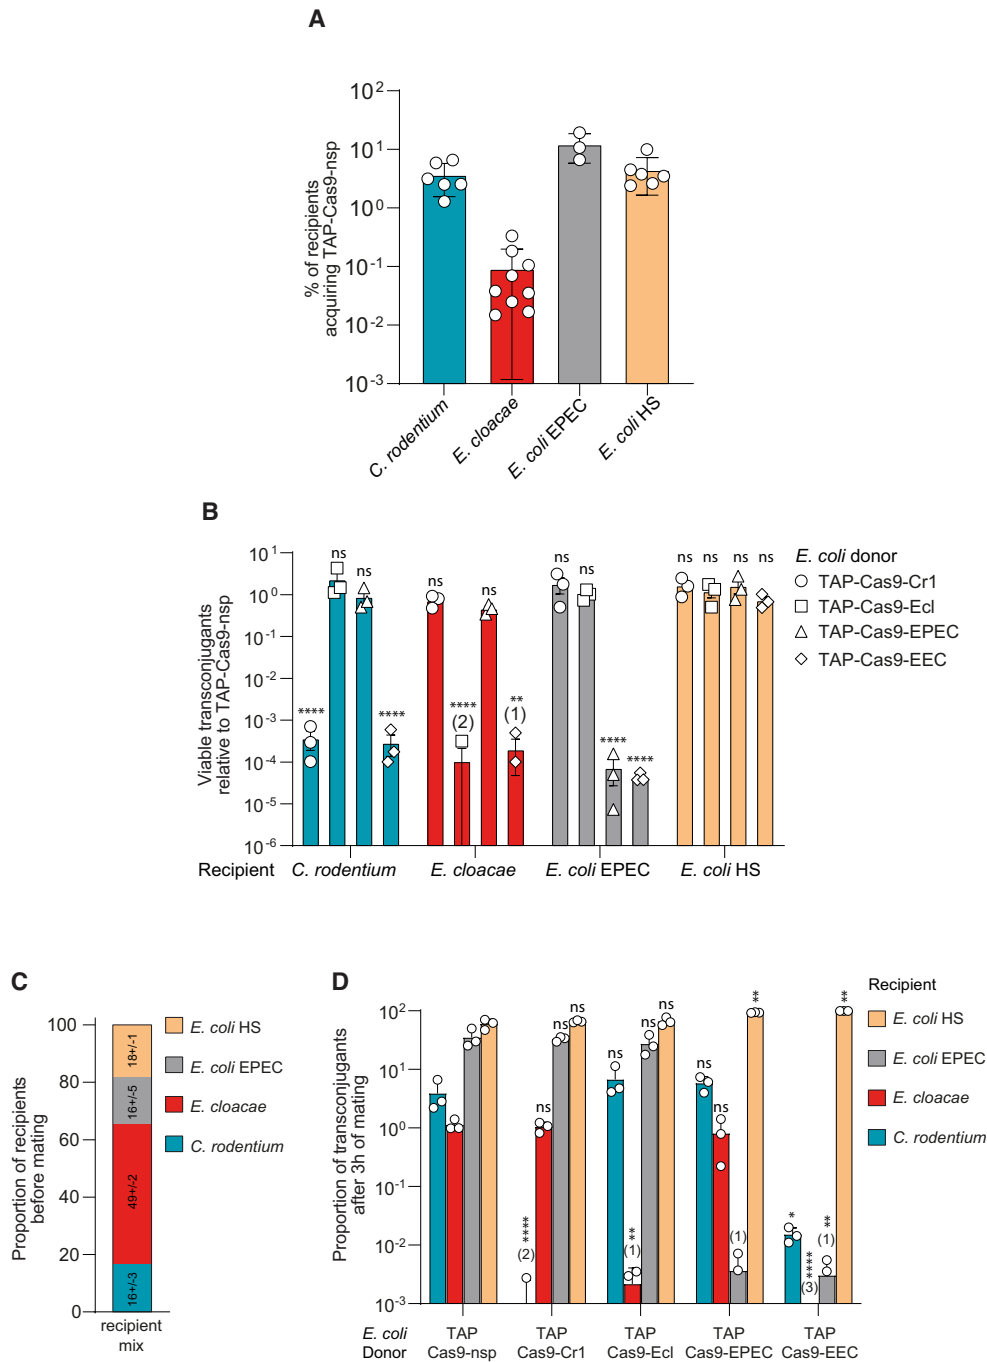 A
% of recipients
acquiring TAP-Cas9-nsp
10²
10¹
10⁰
10⁻¹
10⁻²
10⁻³
C. rodentium
E. cloacae
E. coli EPEC
E. coli HS
B
Viable transconjugants
relative to TAP-Cas9-nsp
10¹
10⁰
10⁻¹
10⁻²
10⁻³
10⁻⁴
10⁻⁵
10⁻⁶
**** ns ns ****
ns **** (2) ns ** (1)
ns ns **** ****
ns ns ns ns
Recipient C. rodentium E. cloacae E. coli EPEC E. coli HS
E. coli donor
TAP-Cas9-Cr1
TAP-Cas9-Ecl
TAP-Cas9-EPEC
TAP-Cas9-EEC
C
Proportion of recipients
before mating
100
80
60
40
20
0
18+/-1
16+/-5
49+/-2
16+/-3
recipient
mix
E. coli HS
E. coli EPEC
E. cloacae
C. rodentium
D
Proportion of transconjugants
after 3h of mating
10²
10¹
10⁰
10⁻¹
10⁻²
10⁻³
**** (2) ns ns ns
ns ** (1) ns ns
ns ns (1) **
* **** (3) ** (1) **
E. coli
Donor
TAP
Cas9-nsp
TAP
Cas9-Cr1
TAP
Cas9-Ecl
TAP
Cas9-EPEC
TAP
Cas9-EEC
Recipient
E. coli HS
E. coli EPEC
E. cloacae
C. rodentium